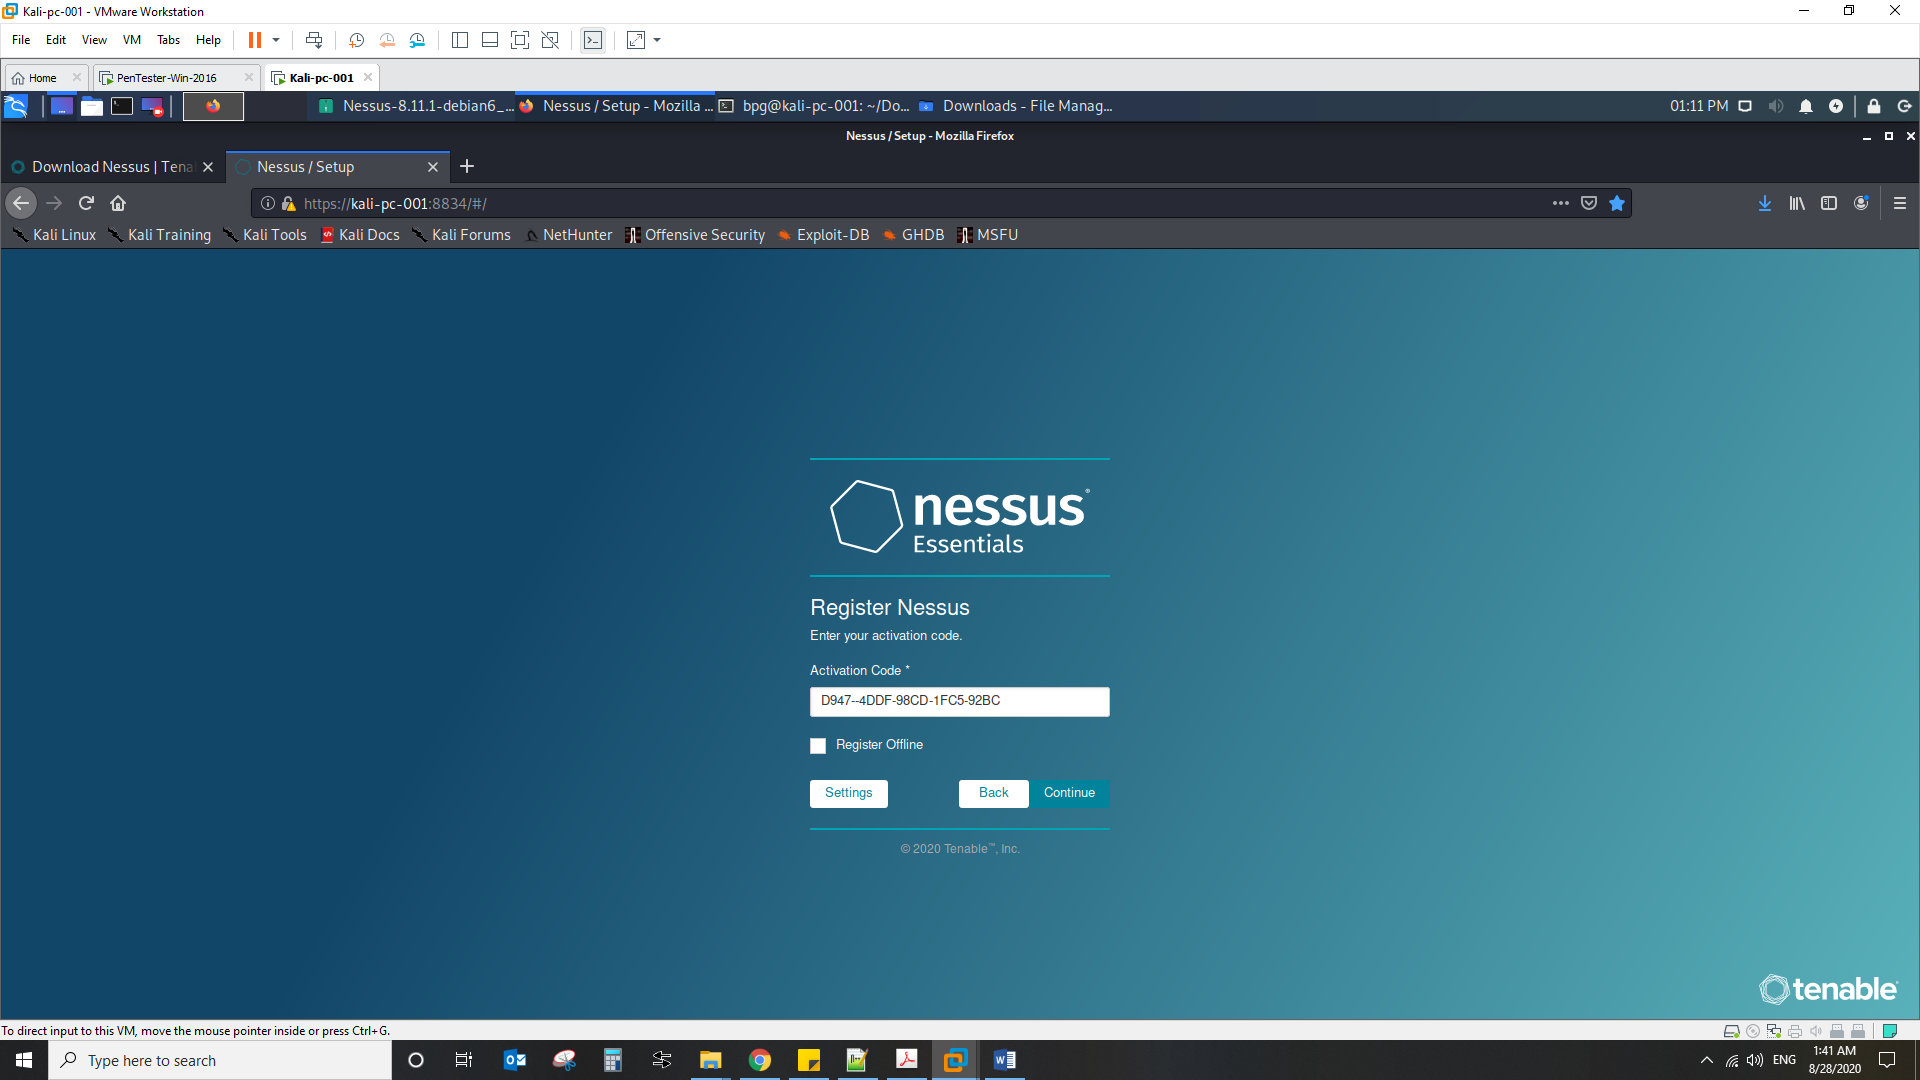 Kali-pc-001 - VMware Workstation
File Edit View VM Tabs Help
Home PenTester-Win-2016 Kali-pc-001
Nessus-8.11.1-debian6_... Nessus / Setup - Mozilla ... bpg@kali-pc-001: ~/Do... Downloads - File Manag... 01:11 PM
Nessus / Setup - Mozilla Firefox
Download Nessus | Tena Nessus / Setup
https://kali-pc-001:8834/#/
Kali Linux Kali Training Kali Tools Kali Docs Kali Forums NetHunter Offensive Security Exploit-DB GHDB MSFU
nessus®
Essentials
Register Nessus
Enter your activation code.
Activation Code *
D947--4DDF-98CD-1FC5-92BC
Register Offline
Settings Back Continue
© 2020 Tenable™, Inc.
tenable
To direct input to this VM, move the mouse pointer inside or press Ctrl+G.
Type here to search
ENG 1:41 AM
8/28/2020